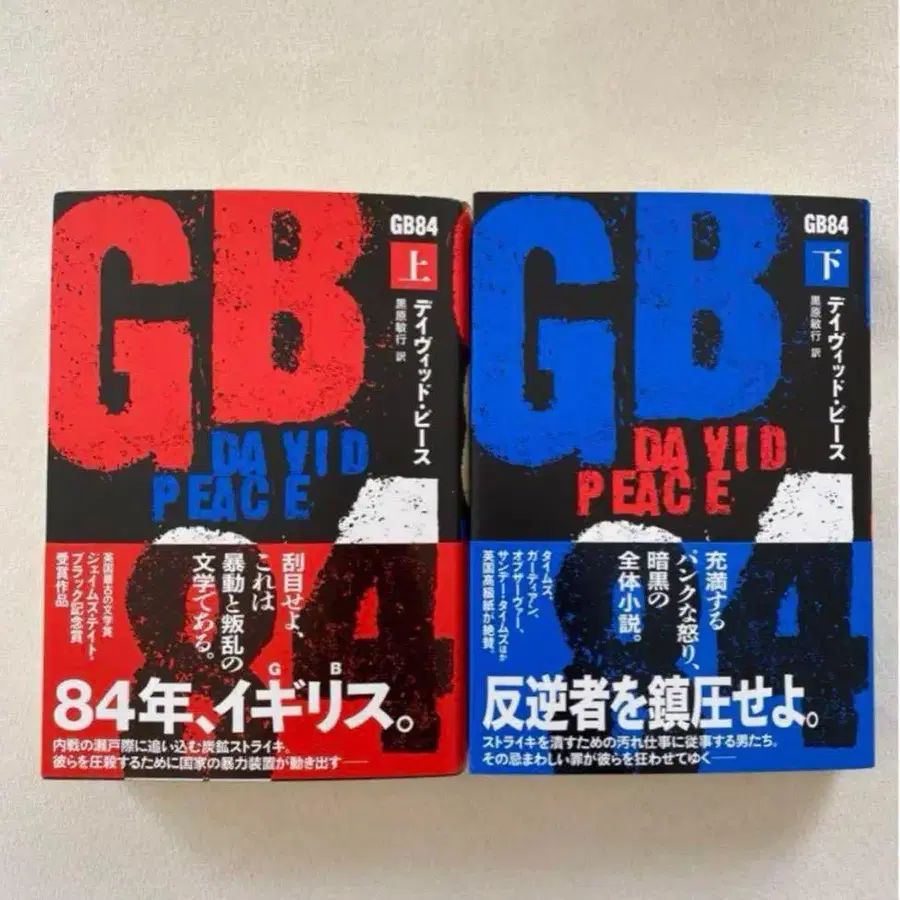 GB
84
DAVID
PEACE
GB84
上
デイヴィッド・ピース
黒原敏行 訳
刮目せよ、
これは
暴動と叛乱の
文学である。
英国最古の文学賞
ジェイムズ・テイト・
ブラック記念賞
受賞作品
GB
84年、イギリス。
内戦の瀬戸際に追い込む炭鉱ストライキ。
彼らを圧殺するために国家の暴力装置が動き出す――
GB
84
DAVID
PEACE
GB84
下
デイヴィッド・ピース
黒原敏行 訳
充満する
パンクな怒り、
暗黒の
全体小説。
タイムズ、
ガーディアン、
オブザーヴァー、
サンデー・タイムズほか
英国高級紙が絶賛。
反逆者を鎮圧せよ。
ストライキを潰すための汚れ仕事に従事する男たち。
その忌まわしい罪が彼らを狂わせてゆく――